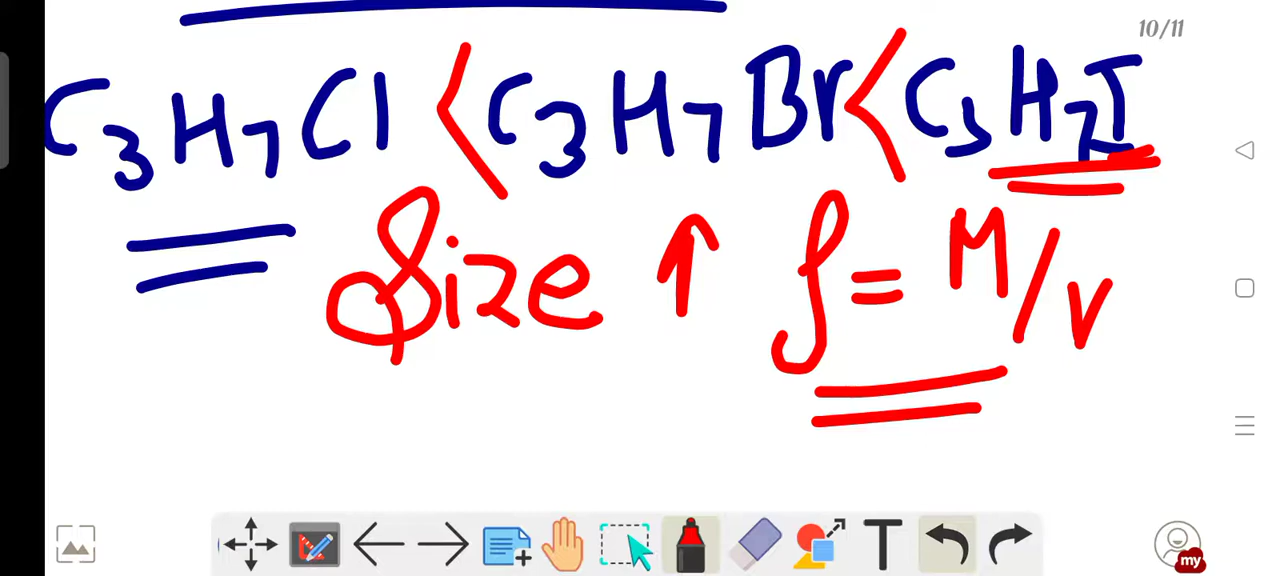 10/11
C3H7Cl < C3H7Br < C3H7I
Size ↑ ρ = M/V
T
my